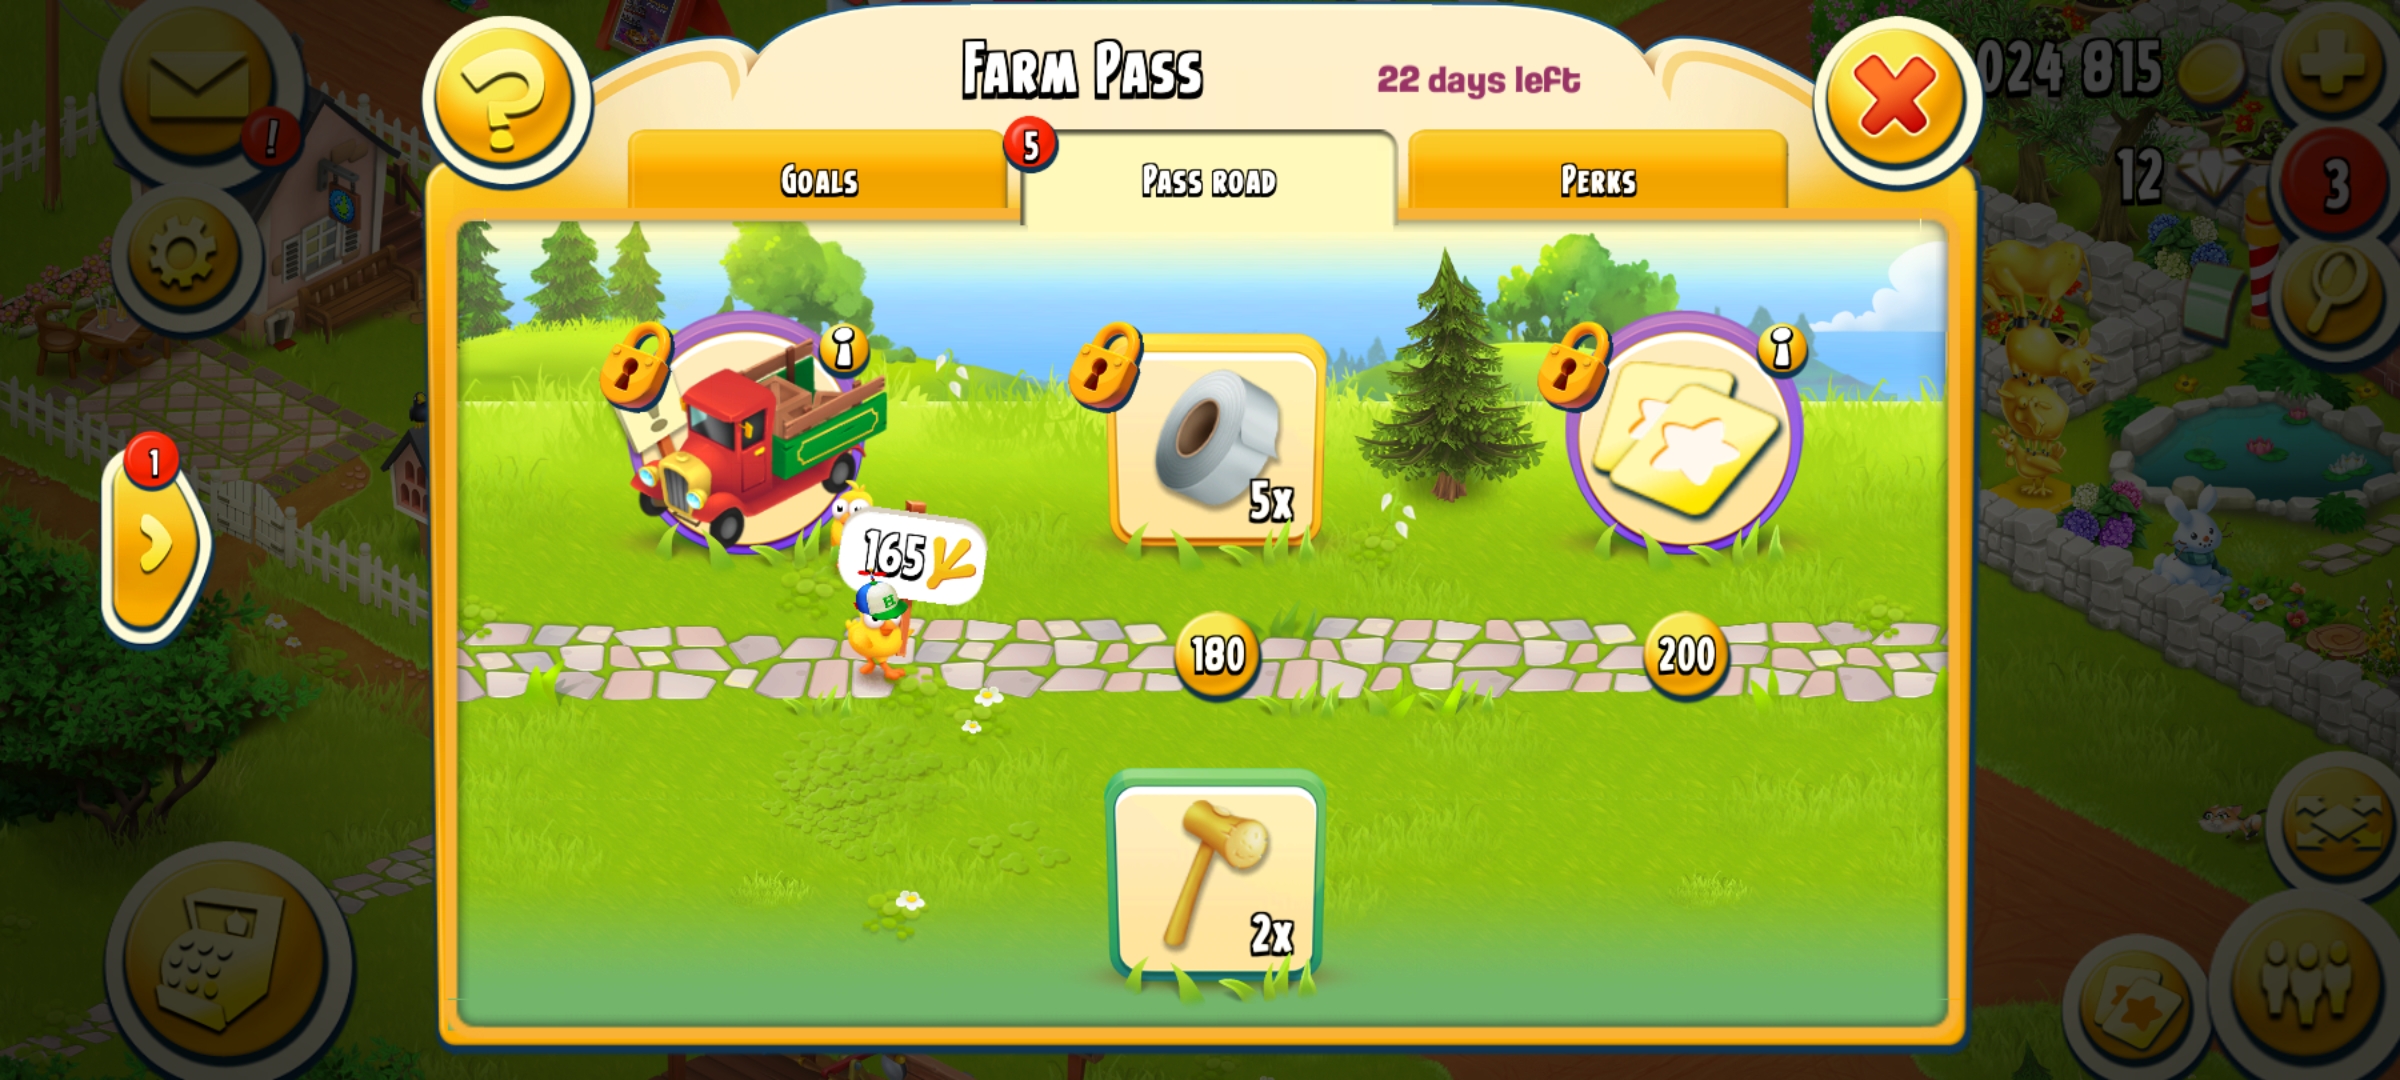 FARM PASS
22 days left
024 815
!
5
GOALS
PASS ROAD
PERKS
12
3
1
5x
165
H
180
200
2x